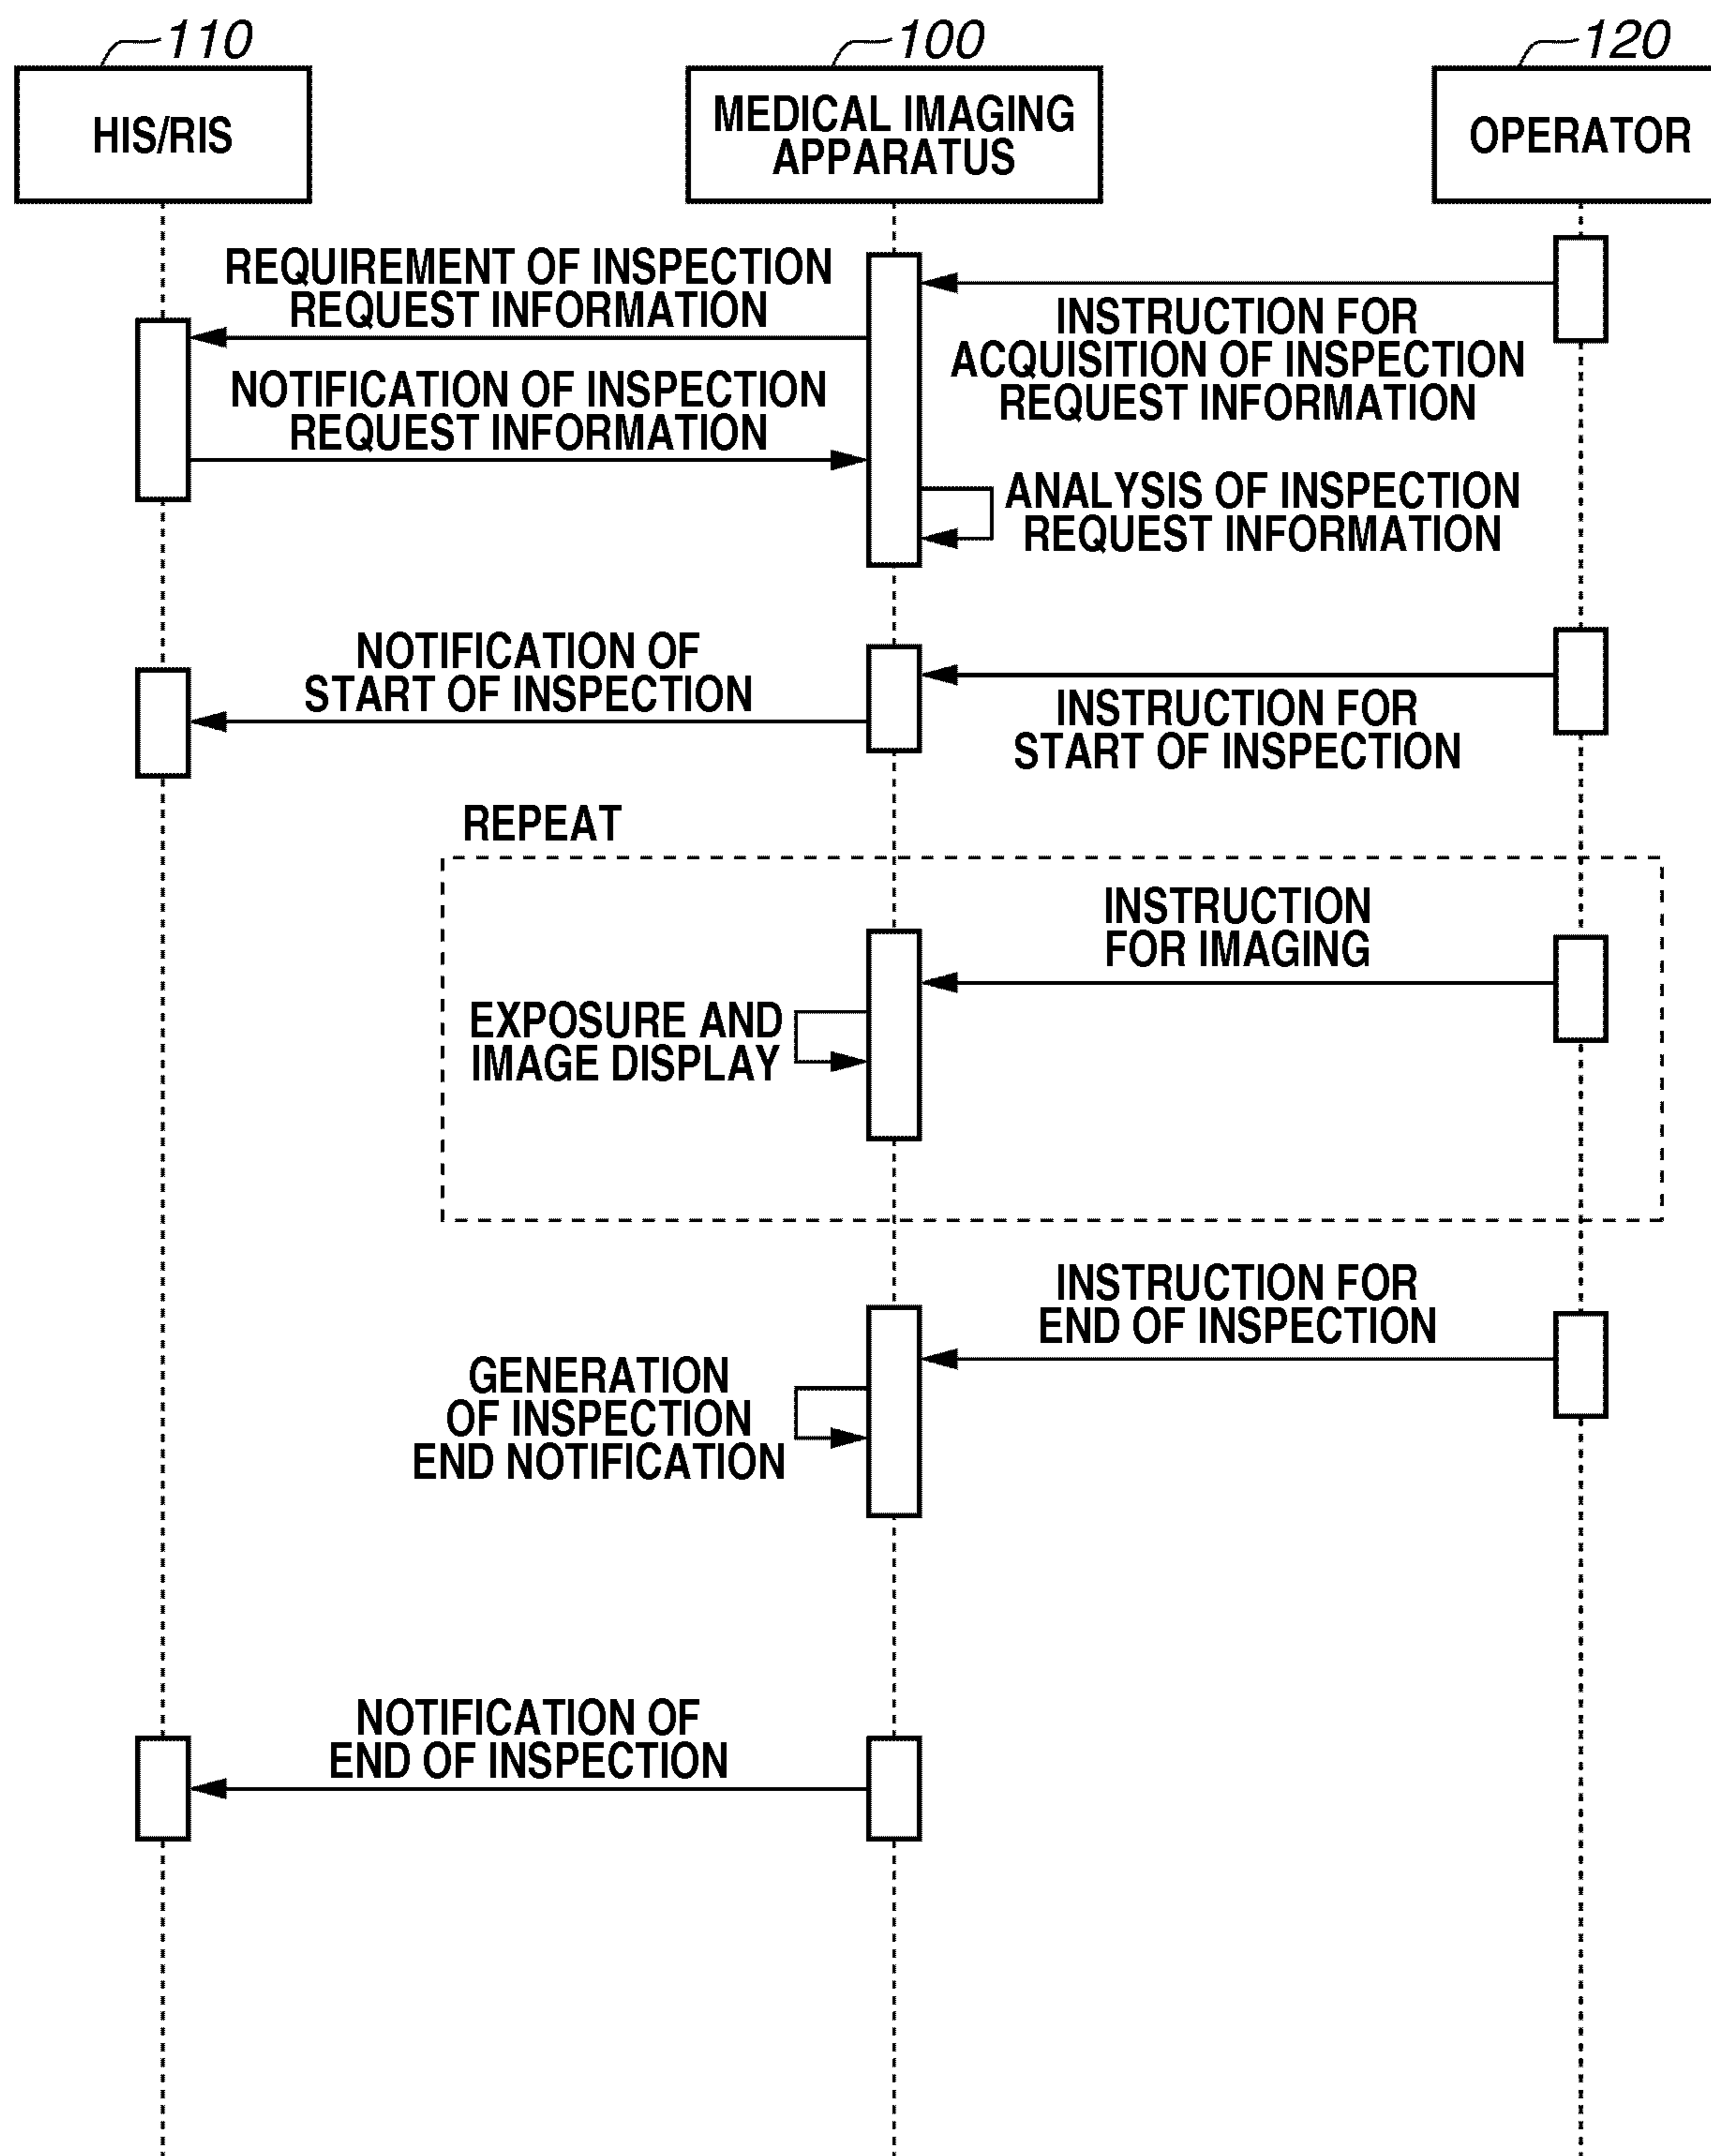 110
100
120
HIS/RIS
MEDICAL IMAGING
APPARATUS
OPERATOR
REQUIREMENT OF INSPECTION
REQUEST INFORMATION
INSTRUCTION FOR
ACQUISITION OF INSPECTION
REQUEST INFORMATION
NOTIFICATION OF INSPECTION
REQUEST INFORMATION
ANALYSIS OF INSPECTION
REQUEST INFORMATION
NOTIFICATION OF
START OF INSPECTION
INSTRUCTION FOR
START OF INSPECTION
REPEAT
INSTRUCTION
FOR IMAGING
EXPOSURE AND
IMAGE DISPLAY
INSTRUCTION FOR
END OF INSPECTION
GENERATION
OF INSPECTION
END NOTIFICATION
NOTIFICATION OF
END OF INSPECTION